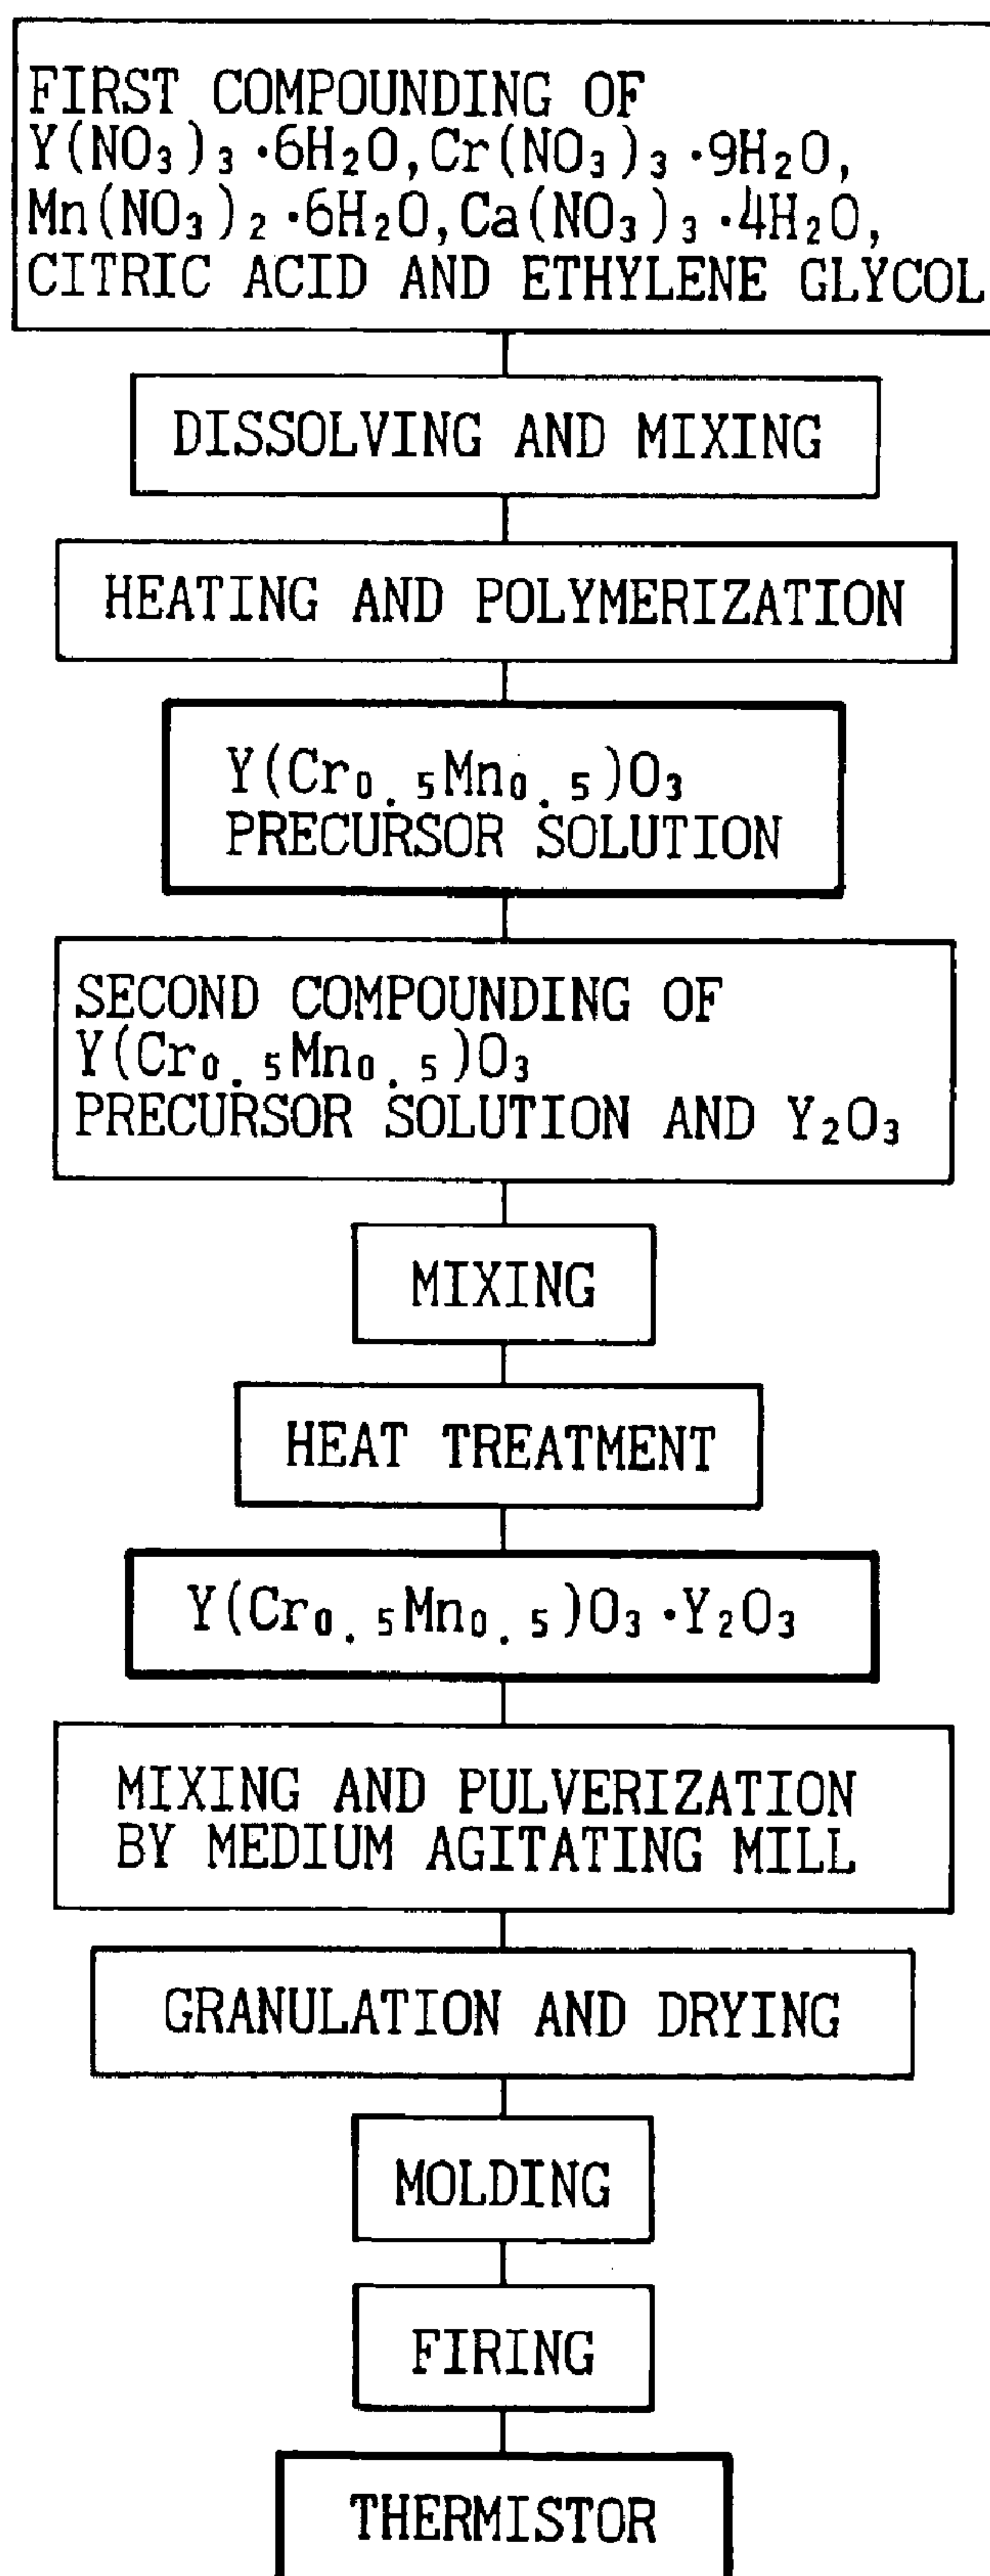 FIRST COMPOUNDING OF
Y(NO₃)₃·6H₂O,Cr(NO₃)₃·9H₂O,
Mn(NO₃)₂·6H₂O,Ca(NO₃)₃·4H₂O,
CITRIC ACID AND ETHYLENE GLYCOL
DISSOLVING AND MIXING
HEATING AND POLYMERIZATION
Y(Cr₀.₅Mn₀.₅)O₃
PRECURSOR SOLUTION
SECOND COMPOUNDING OF
Y(Cr₀.₅Mn₀.₅)O₃
PRECURSOR SOLUTION AND Y₂O₃
MIXING
HEAT TREATMENT
Y(Cr₀.₅Mn₀.₅)O₃·Y₂O₃
MIXING AND PULVERIZATION
BY MEDIUM AGITATING MILL
GRANULATION AND DRYING
MOLDING
FIRING
THERMISTOR